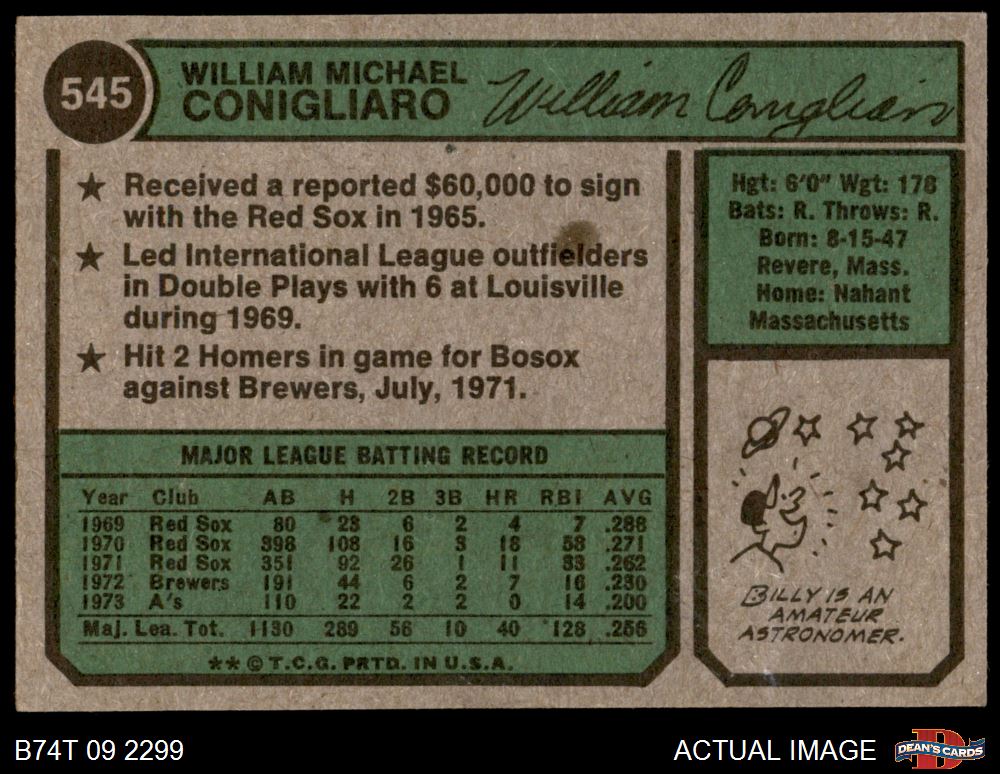 545
WILLIAM MICHAEL
CONIGLIARO
William Conigliaro
★ Received a reported $60,000 to sign
with the Red Sox in 1965.
★ Led International League outfielders
in Double Plays with 6 at Louisville
during 1969.
★ Hit 2 Homers in game for Bosox
against Brewers, July, 1971.
Hgt: 6'0" Wgt: 178
Bats: R. Throws: R.
Born: 8-15-47
Revere, Mass.
Home: Nahant
Massachusetts
MAJOR LEAGUE BATTING RECORD
Year Club AB H 2B 3B HR RBI AVG
1969 Red Sox 80 23 6 2 4 7 .288
1970 Red Sox 398 108 16 3 18 58 .271
1971 Red Sox 351 92 26 1 11 33 .262
1972 Brewers 191 44 6 2 7 16 .230
1973 A's 110 22 2 2 0 14 .200
Maj. Lea. Tot. 1130 289 56 10 40 128 .256
** © T.C.G. PRTD. IN U.S.A.
BILLY IS AN
AMATEUR
ASTRONOMER.
B74T 09 2299
ACTUAL IMAGE
DEAN'S CARDS